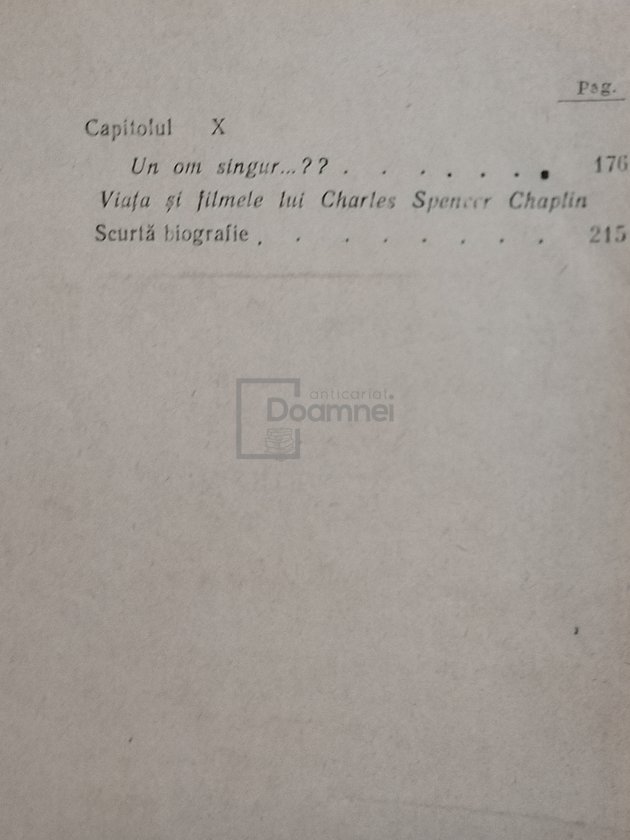 Pag.
Capitolul X
Un om singur...?? . . . . . . 176
Viața și filmele lui Charles Spencer Chaplin
Scurtă biografie . . . . . . . . 215
anticariat
Doamnei